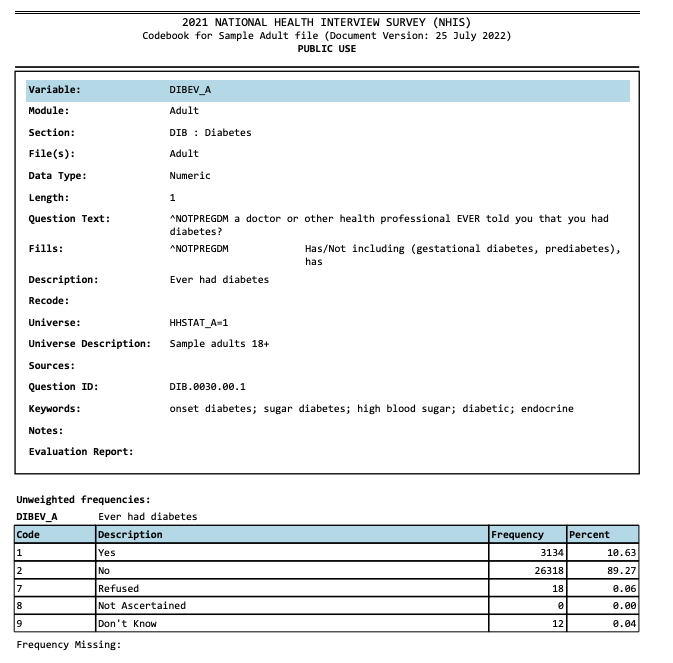 2021 NATIONAL HEALTH INTERVIEW SURVEY (NHIS)
Codebook for Sample Adult file (Document Version: 25 July 2022)
PUBLIC USE
Variable: DIBEV_A
Module: Adult
Section: DIB : Diabetes
File(s): Adult
Data Type: Numeric
Length: 1
Question Text: ^NOTPREGDM a doctor or other health professional EVER told you that you had
diabetes?
Fills: ^NOTPREGDM Has/Not including (gestational diabetes, prediabetes),
has
Description: Ever had diabetes
Recode:
Universe: HHSTAT_A=1
Universe Description: Sample adults 18+
Sources:
Question ID: DIB.0030.00.1
Keywords: onset diabetes; sugar diabetes; high blood sugar; diabetic; endocrine
Notes:
Evaluation Report:
Unweighted frequencies:
DIBEV_A Ever had diabetes
Code Description Frequency Percent
1 Yes 3134 10.63
2 No 26318 89.27
7 Refused 18 0.06
8 Not Ascertained 0 0.00
9 Don't Know 12 0.04
Frequency Missing: